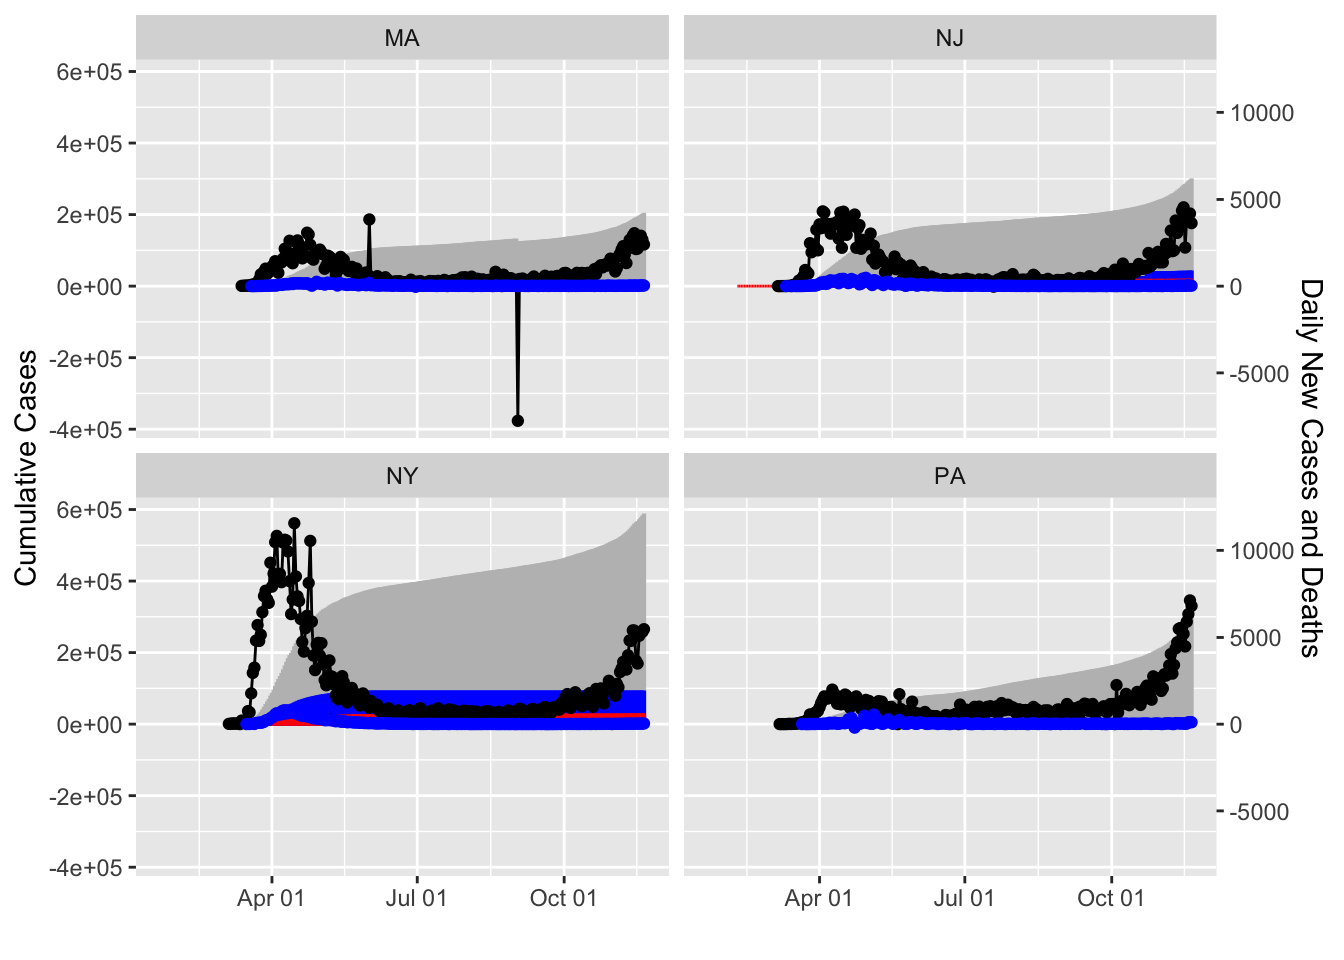 MA
NJ
6e+05
4e+05
2e+05
0e+00
-2e+05
-4e+05
10000
5000
0
-5000
NY
PA
6e+05
4e+05
2e+05
0e+00
-2e+05
-4e+05
10000
5000
0
-5000
Apr 01
Jul 01
Oct 01
Apr 01
Jul 01
Oct 01
Cumulative Cases
Daily New Cases and Deaths